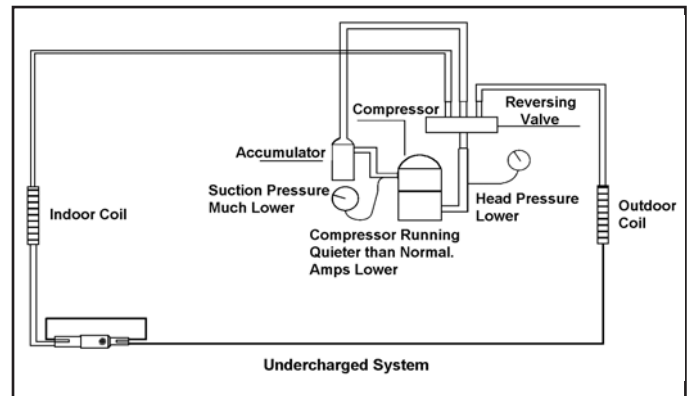 Compressor
Reversing
Valve
Accumulator
Suction Pressure
Much Lower
Head Pressure
Lower
Indoor Coil
Outdoor
Coil
Compressor Running
Quieter than Normal.
Amps Lower
Undercharged System